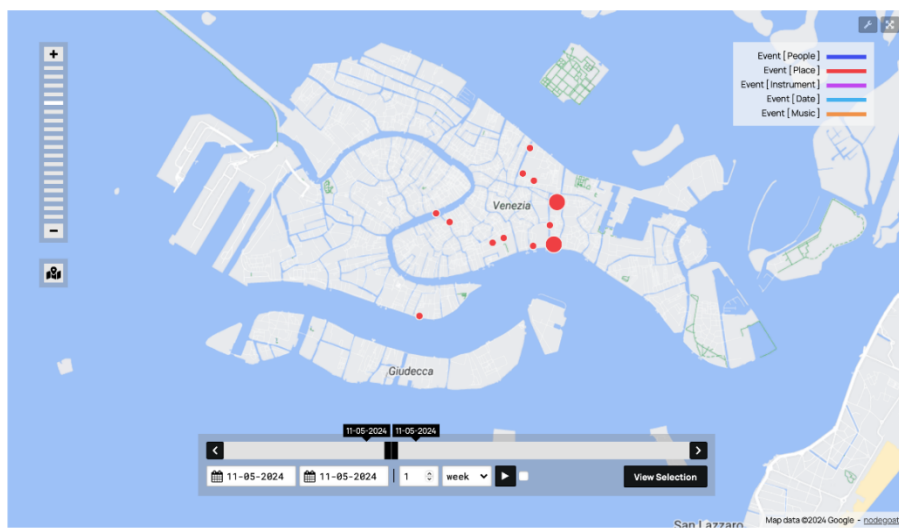 +
Event [ People ]
Event [ Place ]
Event [ Instrument ]
Event [ Date ]
Event [ Music ]
Venezia
−
Giudecca
11-05-2024 11-05-2024
11-05-2024 11-05-2024 1 week View Selection
San Lazzaro
Map data ©2024 Google - nodegoat